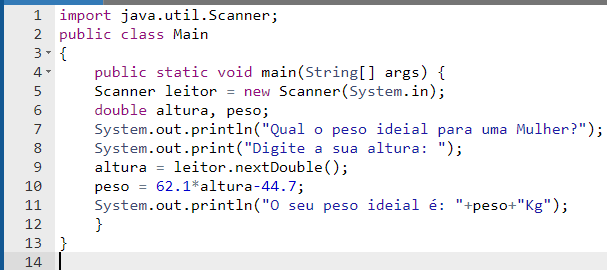 1 import java.util.Scanner;
2 public class Main
3 {
4 public static void main(String[] args) {
5 Scanner leitor = new Scanner(System.in);
6 double altura, peso;
7 System.out.println("Qual o peso ideial para uma Mulher?");
8 System.out.print("Digite a sua altura: ");
9 altura = leitor.nextDouble();
10 peso = 62.1*altura-44.7;
11 System.out.println("O seu peso ideial é: "+peso+"Kg");
12 }
13 }
14